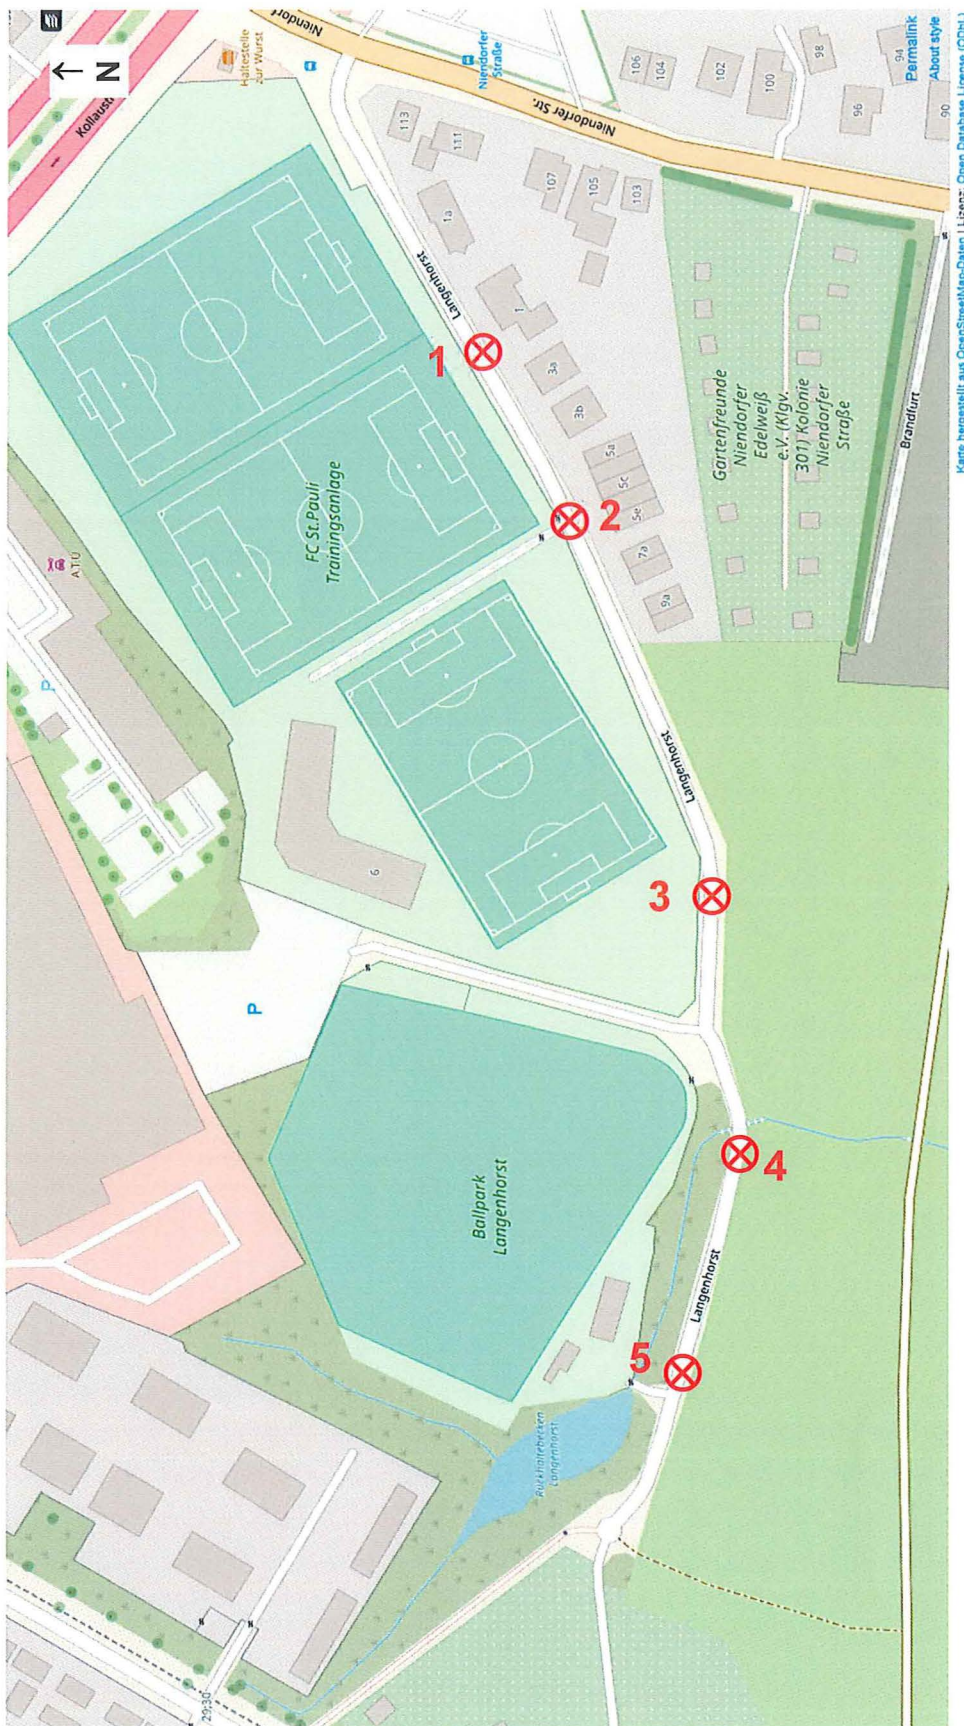 N
Kollaustr
Haltestelle
zur Wurst
Niendorf
Niendorfer
Straße
Niendorfer Str.
106
104
102
100
98
96
94
90
Permalink
About style
113
111
1a
107
105
103
1
3a
3b
5a
5c
5e
7a
9a
Langenhorst
1
2
FC St.Pauli
Trainingsanlage
A.T.U
P
6
Gartenfreunde
Niendorfer
Edelweiß
e.V. (Klgv.
301) Kolonie
Niendorfer
Straße
Brandfurt
Langenhorst
3
P
Ballpark
Langenhorst
4
Langenhorst
5
Rückhaltebecken
Langenhorst
29;30
Karte hergestellt aus OpenStreetMap-Daten | Lizenz: Open Database License (ODbL)